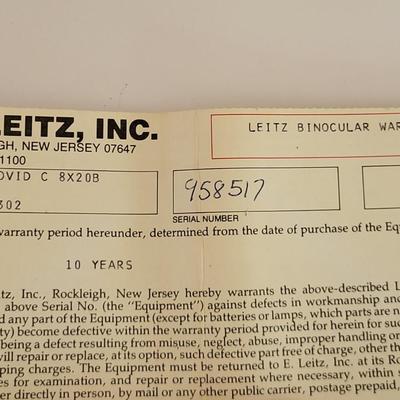 LEITZ, INC.
GH, NEW JERSEY 07647
1100
LEITZ BINOCULAR WAR
OVID C 8X20B
302
958517
SERIAL NUMBER
warranty period hereunder, determined from the date of purchase of the Equ
10 YEARS
itz, Inc., Rockleigh, New Jersey hereby warrants the above-described L
above Serial No. (the "Equipment") against defects in workmanship and
d any part of the Equipment (except for batteries or lamps, which parts are n
ty) become defective within the warranty period provided for herein for suc
being a defect resulting from misuse, neglect, abuse, improper handling or
will repair or replace, at its option, such defective part free of charge, other tha
pping charges. The Equipment must be returned to E. Leitz, Inc. at its Ro
es for examination, and repair or replacement where necessary, within
er directly in person, by mail or any other public carrier, postage prepaid,